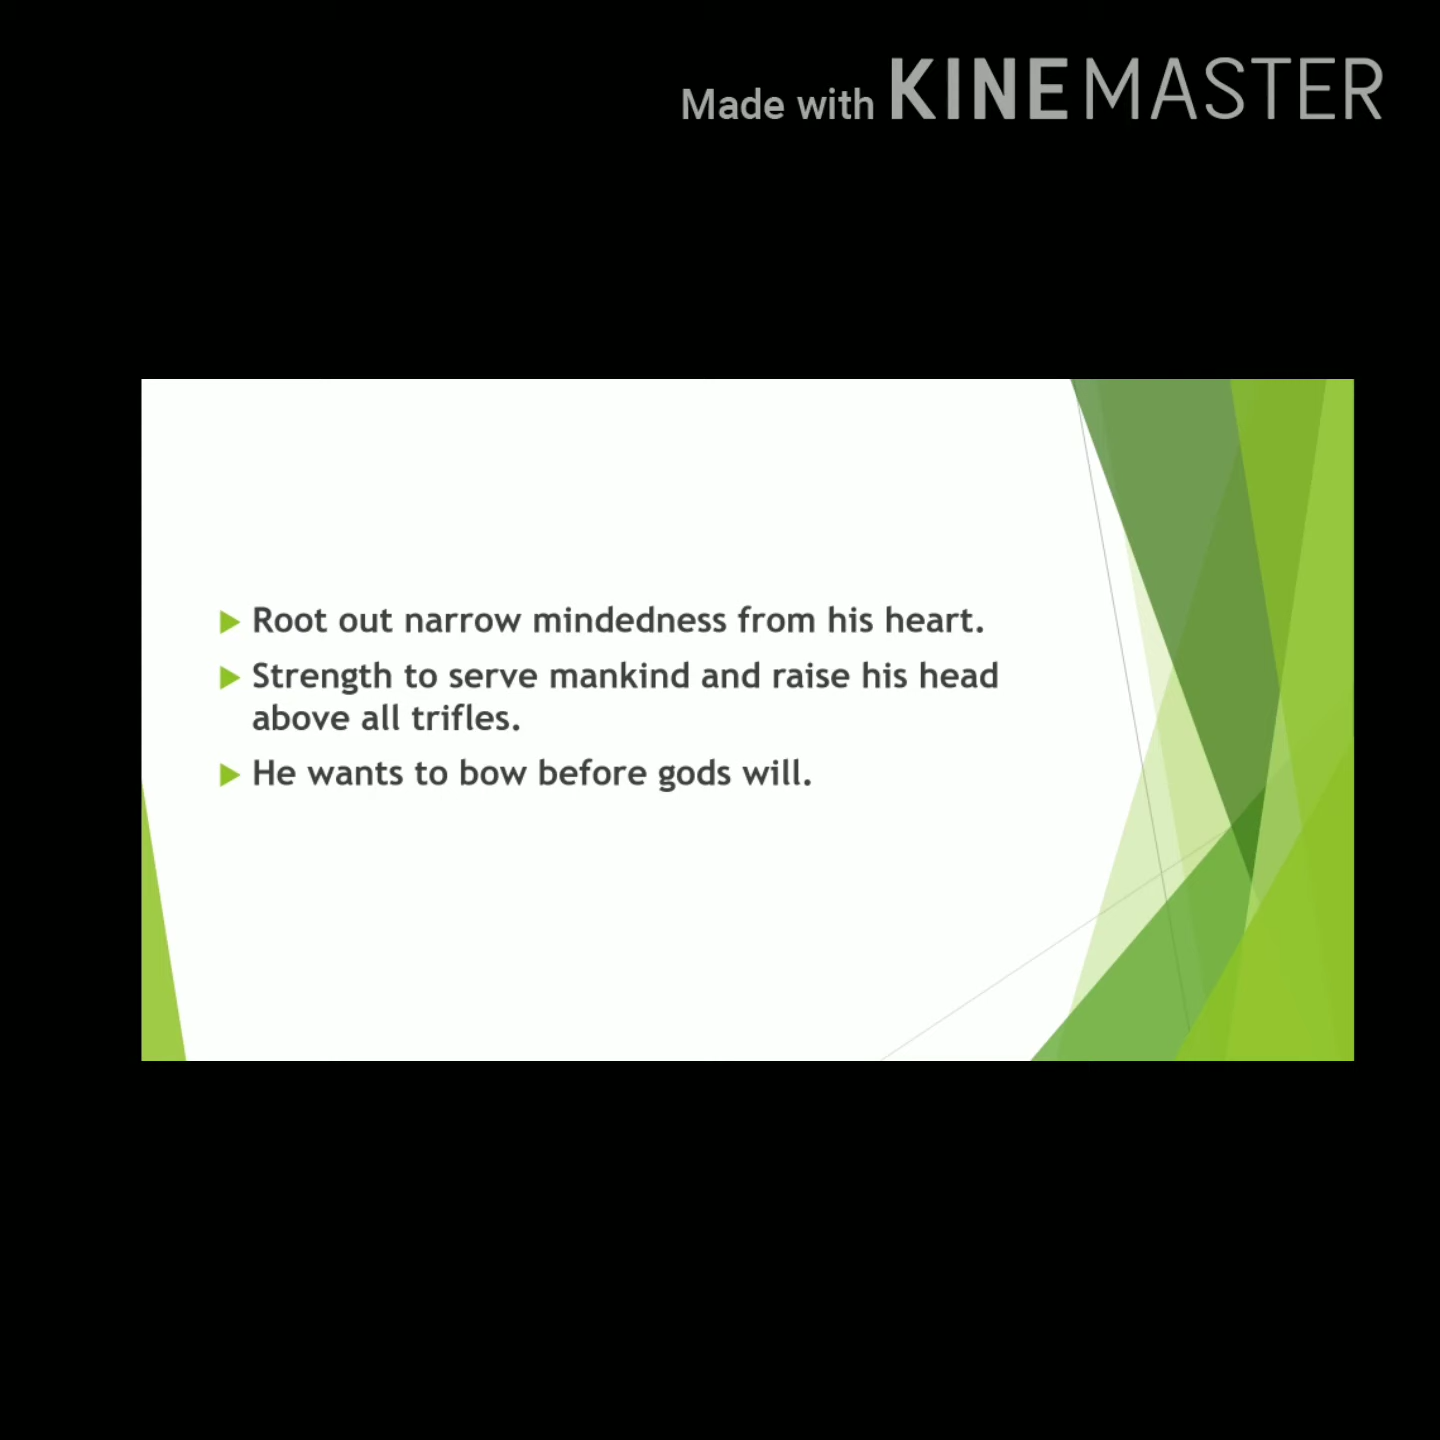 Made with KINEMASTER
Root out narrow mindedness from his heart.
Strength to serve mankind and raise his head
above all trifles.
He wants to bow before gods will.